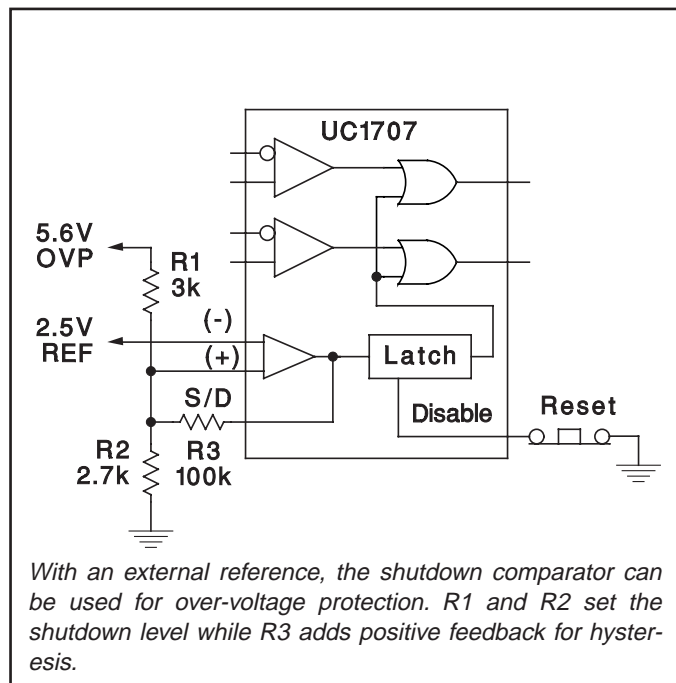 UC1707
5.6V
OVP
R1
3k
2.5V
REF
(-)
(+)
Latch
S/D
Disable
Reset
R2
2.7k
R3
100k
With an external reference, the shutdown comparator can
be used for over-voltage protection. R1 and R2 set the
shutdown level while R3 adds positive feedback for hyster-
esis.